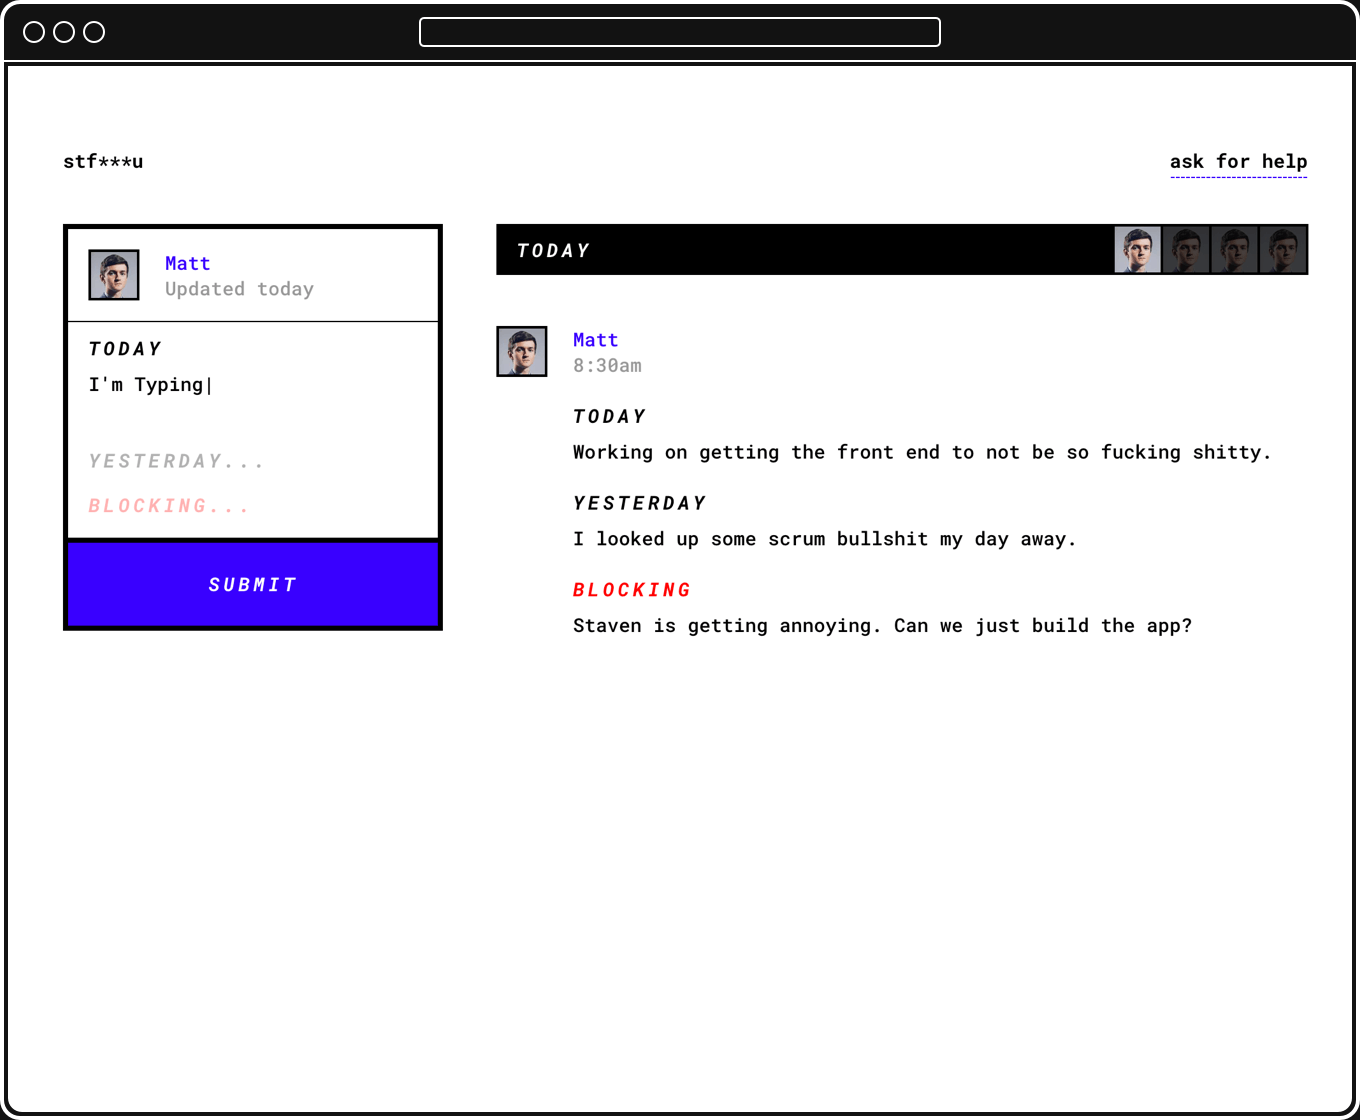 stf***u
ask for help
Matt
Updated today
TODAY
I'm Typing|
YESTERDAY...
BLOCKING...
SUBMIT
TODAY
Matt
8:30am
TODAY
Working on getting the front end to not be so fucking shitty.
YESTERDAY
I looked up some scrum bullshit my day away.
BLOCKING
Staven is getting annoying. Can we just build the app?